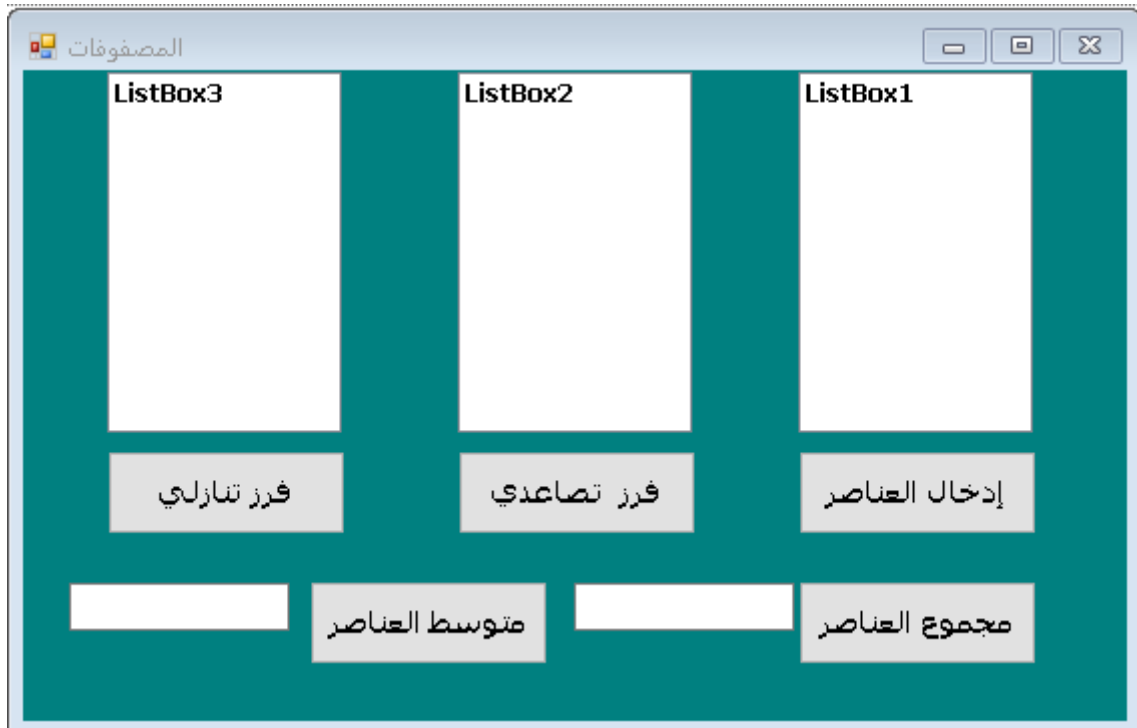 المصفوفات
ListBox1
ListBox2
ListBox3
إدخال العناصر
فرز تصاعدي
فرز تنازلي
مجموع العناصر
متوسط العناصر